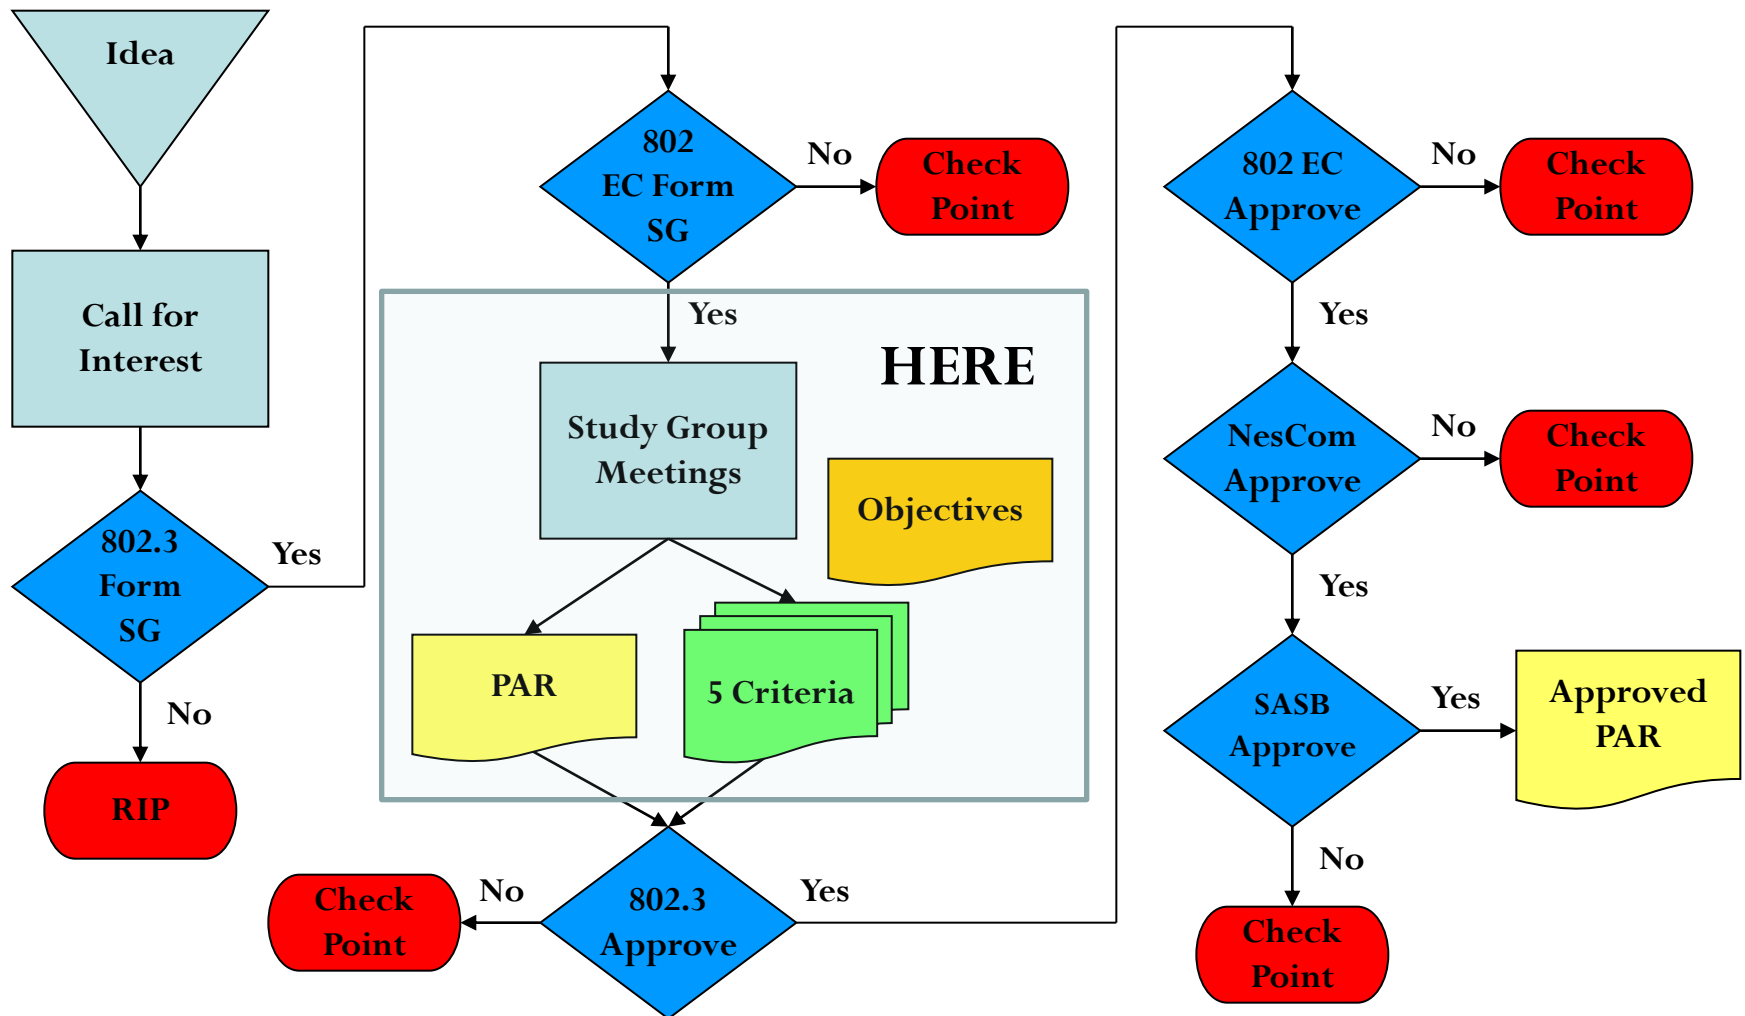 Idea
Call for
Interest
802.3
Form
SG
Yes
No
RIP
802
EC Form
SG
No
Check
Point
Yes
HERE
Study Group
Meetings
Objectives
PAR
5 Criteria
802.3
Approve
No
Check
Point
Yes
802 EC
Approve
No
Check
Point
Yes
NesCom
Approve
No
Check
Point
Yes
SASB
Approve
Yes
Approved
PAR
No
Check
Point